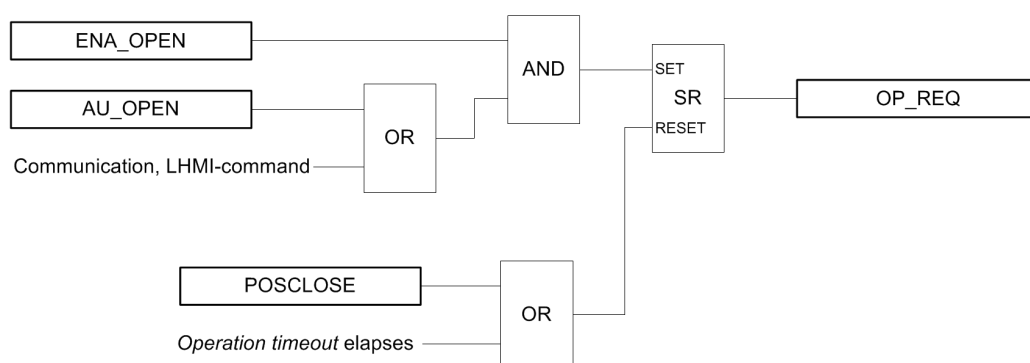 ENA_OPEN
AND
SET
SR
RESET
OP_REQ
AU_OPEN
OR
Communication, LHMI-command
POSCLOSE
OR
Operation timeout elapses